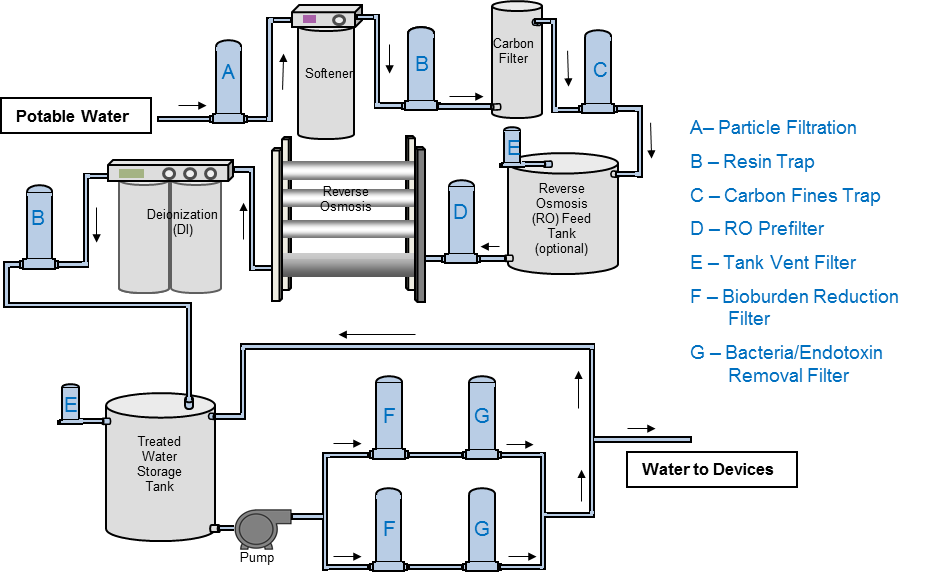 Potable Water
A
Softener
B
Carbon
Filter
C
E
Reverse
Osmosis
(RO) Feed
Tank
(optional)
D
Reverse
Osmosis
Deionization
(DI)
B
E
Treated
Water
Storage
Tank
Pump
F
G
F
G
Water to Devices
A– Particle Filtration
B – Resin Trap
C – Carbon Fines Trap
D – RO Prefilter
E – Tank Vent Filter
F – Bioburden Reduction
Filter
G – Bacteria/Endotoxin
Removal Filter